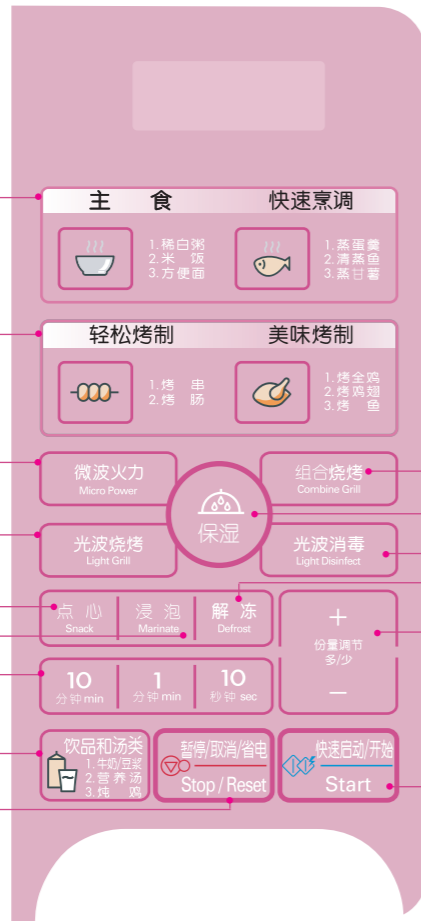 主 食
快速烹调
1.稀白粥
2.米 饭
3.方便面
1.蒸蛋羹
2.清蒸鱼
3.蒸甘薯
轻松烤制
美味烤制
1.烤 串
2.烤 肠
1.烤全鸡
2.烤鸡翅
3.烤 鱼
微波火力
Micro Power
组合烧烤
Combine Grill
保湿
光波烧烤
Light Grill
光波消毒
Light Disinfect
点 心
Snack
浸 泡
Marinate
解 冻
Defrost
+
份量调节
多/少
−
10
分钟 min
1
分钟 min
10
秒钟 sec
饮品和汤类
1.牛奶/豆浆
2.营养汤
3.炖 鸡
暂停/取消/省电
Stop / Reset
快速启动/开始
Start